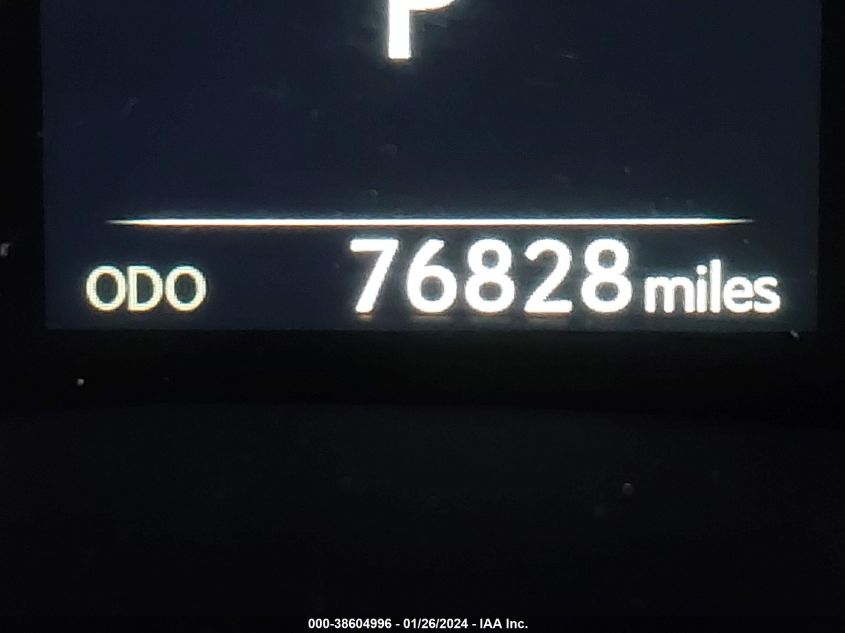 P
ODO 76828 miles
000-38604996 - 01/26/2024 - IAA Inc.